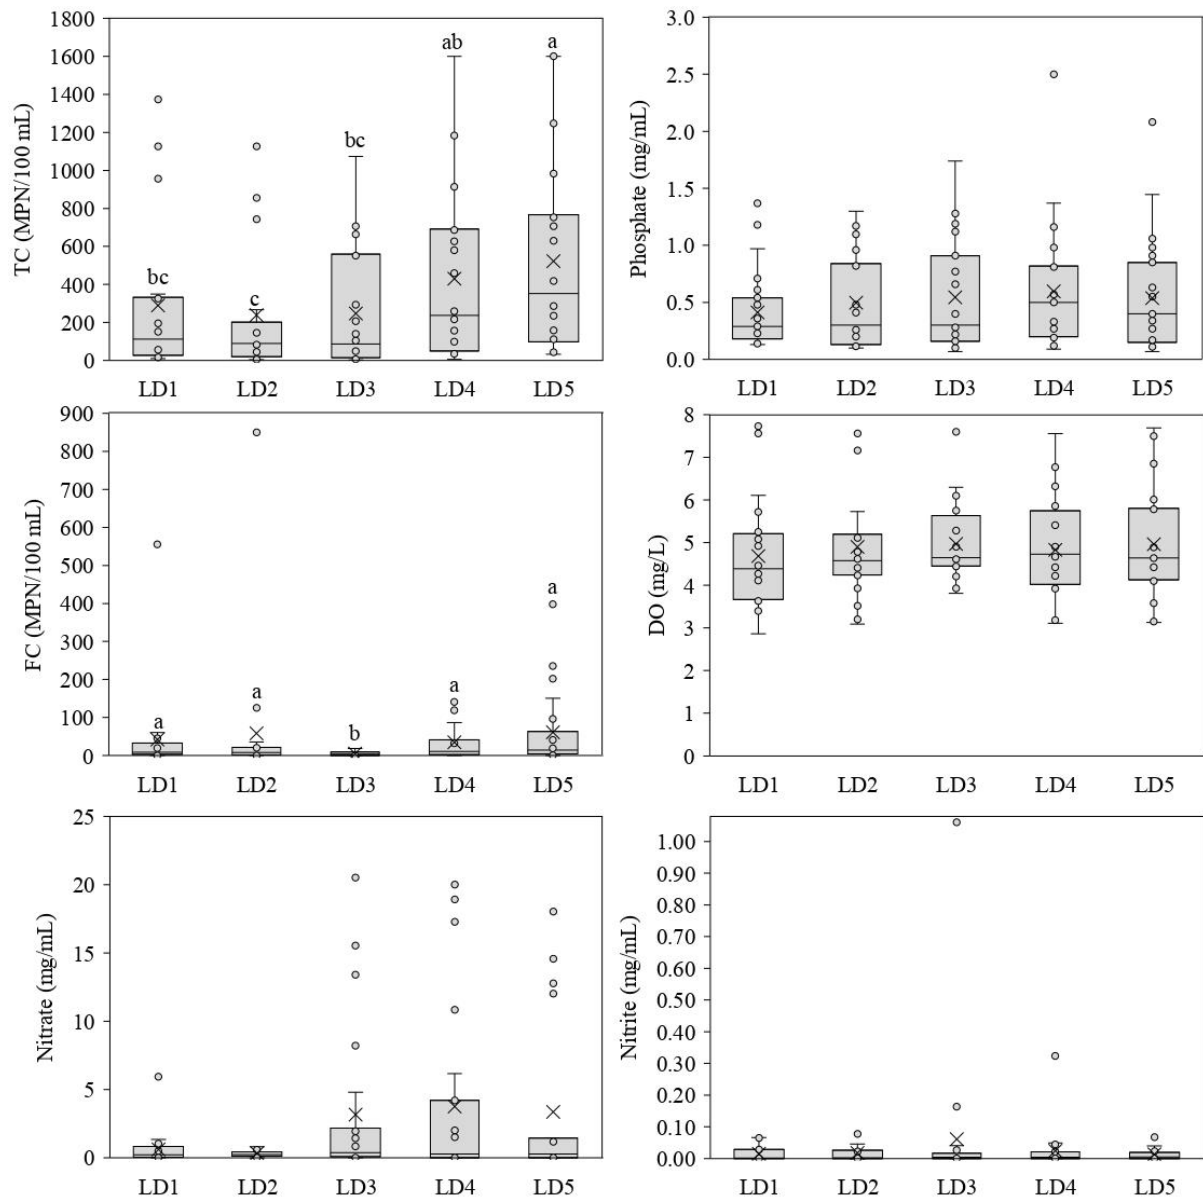 TC (MPN/100 mL)
1800
1600
1400
1200
1000
800
600
400
200
0
bc
c
bc
ab
a
LD1 LD2 LD3 LD4 LD5
Phosphate (mg/mL)
3.0
2.5
2.0
1.5
1.0
0.5
0.0
LD1 LD2 LD3 LD4 LD5
FC (MPN/100 mL)
900
800
700
600
500
400
300
200
100
0
a
a
b
a
a
LD1 LD2 LD3 LD4 LD5
DO (mg/L)
8
7
6
5
4
3
2
1
0
LD1 LD2 LD3 LD4 LD5
Nitrate (mg/mL)
25
20
15
10
5
0
LD1 LD2 LD3 LD4 LD5
Nitrite (mg/mL)
1.00
0.90
0.80
0.70
0.60
0.50
0.40
0.30
0.20
0.10
0.00
LD1 LD2 LD3 LD4 LD5